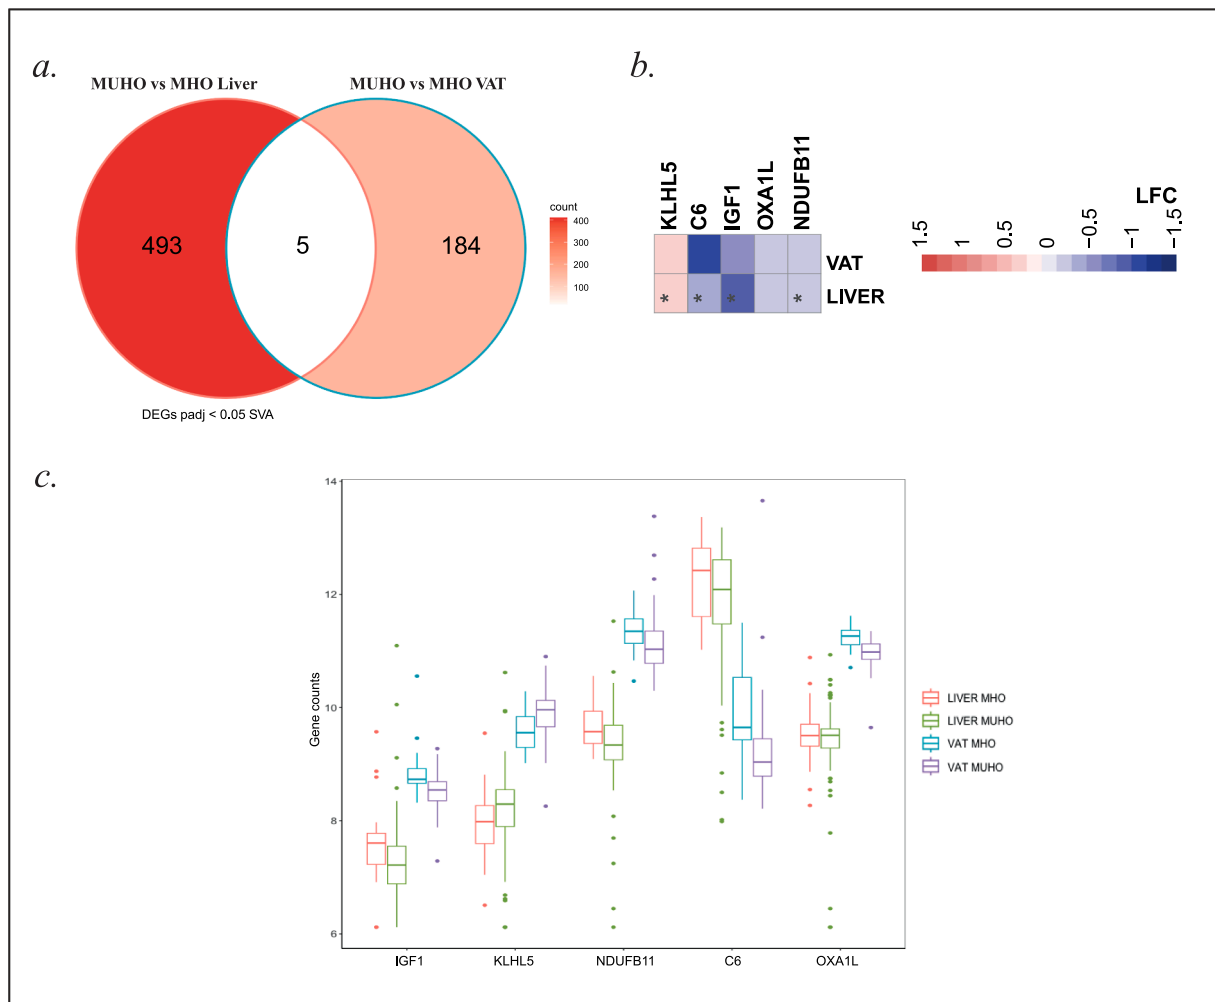 a.
MUHO vs MHO Liver
MUHO vs MHO VAT
493
5
184
count
400
300
200
100
DEGs padj < 0.05 SVA
b.
KLHL5
C6
IGF1
OXA1L
NDUFB11
VAT
* * * *
LIVER
LFC
1.5
1
0.5
0
−0.5
−1
−1.5
c.
Gene counts
14
12
10
8
6
IGF1
KLHL5
NDUFB11
C6
OXA1L
LIVER MHO
LIVER MUHO
VAT MHO
VAT MUHO